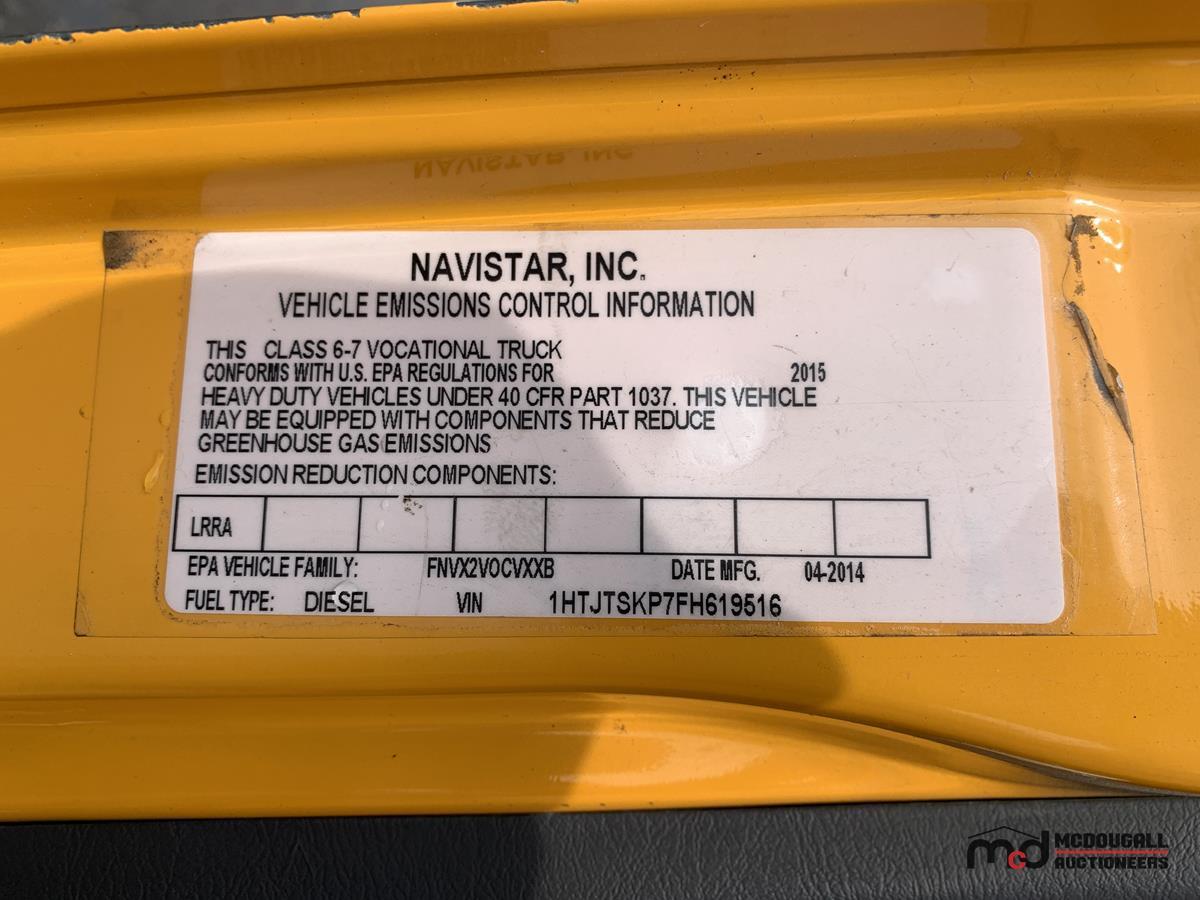 NAVISTAR, INC.
NAVISTAR, INC.
VEHICLE EMISSIONS CONTROL INFORMATION
THIS CLASS 6-7 VOCATIONAL TRUCK
CONFORMS WITH U.S. EPA REGULATIONS FOR 2015
HEAVY DUTY VEHICLES UNDER 40 CFR PART 1037. THIS VEHICLE
MAY BE EQUIPPED WITH COMPONENTS THAT REDUCE
GREENHOUSE GAS EMISSIONS
EMISSION REDUCTION COMPONENTS:
LRRA
EPA VEHICLE FAMILY: FNVX2VOCVXXB DATE MFG. 04-2014
FUEL TYPE: DIESEL VIN 1HTJTSKP7FH619516
mcd MCDOUGALL
AUCTIONEERS